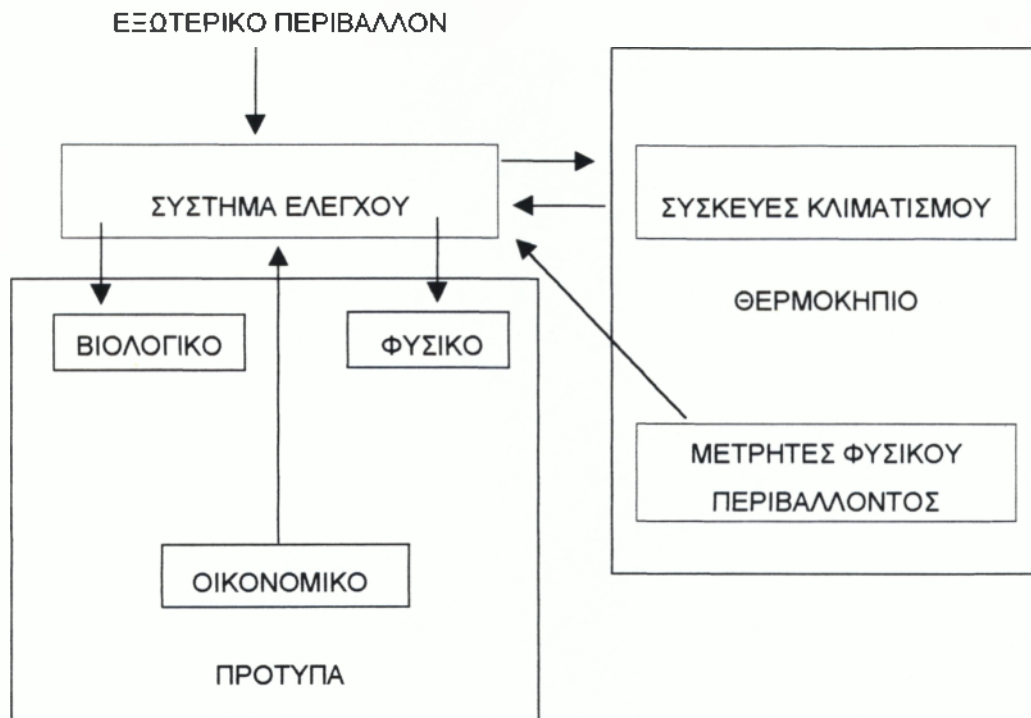 ΕΞΩΤΕΡΙΚΟ ΠΕΡΙΒΑΛΛΟΝ
ΣΥΣΤΗΜΑ ΕΛΕΓΧΟΥ
ΣΥΣΚΕΥΕΣ ΚΛΙΜΑΤΙΣΜΟΥ
ΘΕΡΜΟΚΗΠΙΟ
ΒΙΟΛΟΓΙΚΟ
ΦΥΣΙΚΟ
ΜΕΤΡΗΤΕΣ ΦΥΣΙΚΟΥ
ΠΕΡΙΒΑΛΛΟΝΤΟΣ
ΟΙΚΟΝΟΜΙΚΟ
ΠΡΟΤΥΠΑ